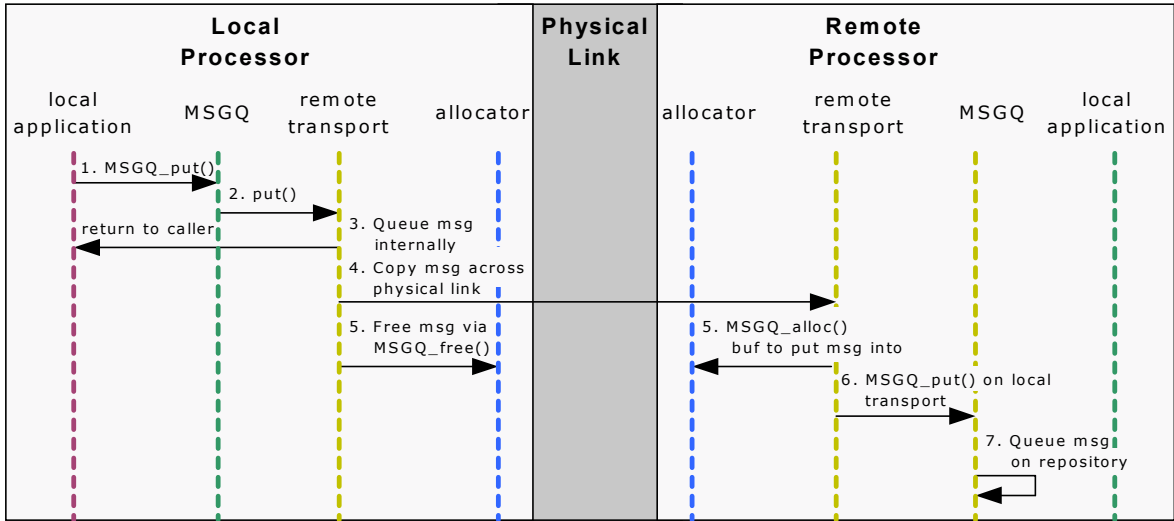 Local
Processor
Physical
Link
Remote
Processor
local
application
MSGQ
remote
transport
allocator
allocator
remote
transport
MSGQ
local
application
1. MSGQ_put()
2. put()
return to caller
3. Queue msg
internally
4. Copy msg across
physical link
5. Free msg via
MSGQ_free()
5. MSGQ_alloc()
buf to put msg into
6. MSGQ_put() on local
transport
7. Queue msg
on repository